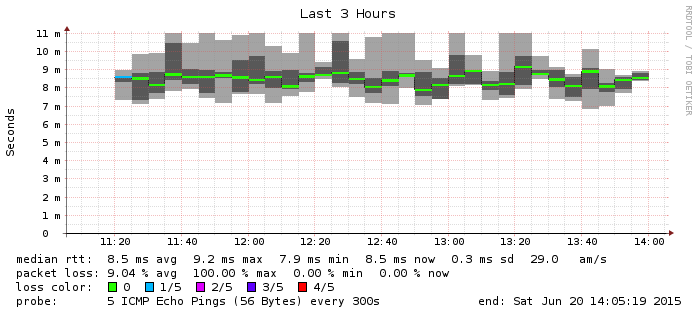 Last 3 Hours
RRDTOOL / TOBI OETIKER
Seconds
11 m
10 m
9 m
8 m
7 m
6 m
5 m
4 m
3 m
2 m
1 m
0
11:20 11:40 12:00 12:20 12:40 13:00 13:20 13:40 14:00
median rtt: 8.5 ms avg 9.2 ms max 7.9 ms min 8.5 ms now 0.3 ms sd 29.0 am/s
packet loss: 9.04 % avg 100.00 % max 0.00 % min 0.00 % now
loss color: 0 1/5 2/5 3/5 4/5
probe: 5 ICMP Echo Pings (56 Bytes) every 300s end: Sat Jun 20 14:05:19 2015